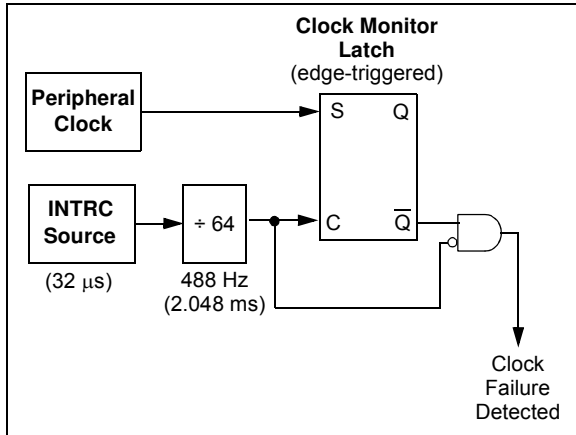 Clock Monitor
Latch
(edge-triggered)
Peripheral
Clock
S Q
INTRC
Source
÷ 64
C Q̅
(32 μs)
488 Hz
(2.048 ms)
Clock
Failure
Detected